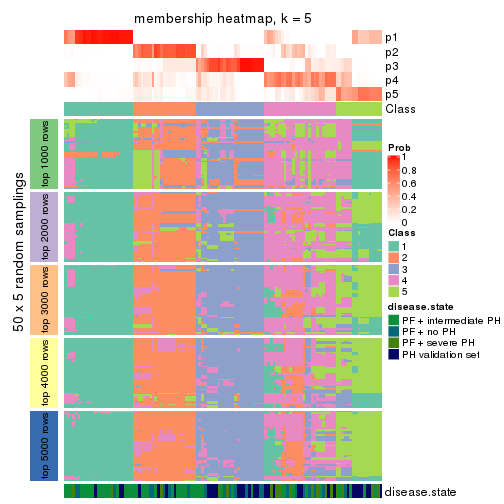 membership heatmap, k = 5
p1
p2
p3
p4
p5
Class
50 x 5 random samplings
top 1000 rows
top 2000 rows
top 3000 rows
top 4000 rows
top 5000 rows
disease.state
Prob
1
0.8
0.6
0.4
0.2
0
Class
1
2
3
4
5
disease.state
PF+ intermediate PH
PF+ no PH
PF+ severe PH
PH validation set